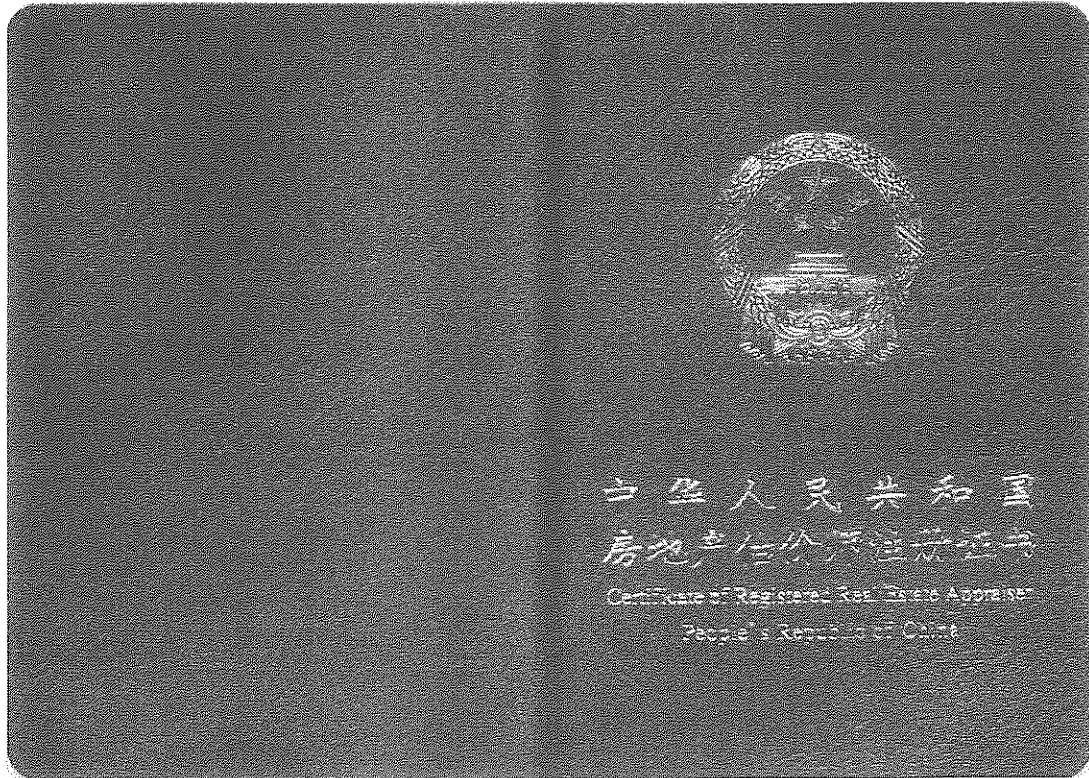 中华人民共和国
房地产估价师注册证书
Certificate of Registered Real Estate Appraiser
People's Republic of China